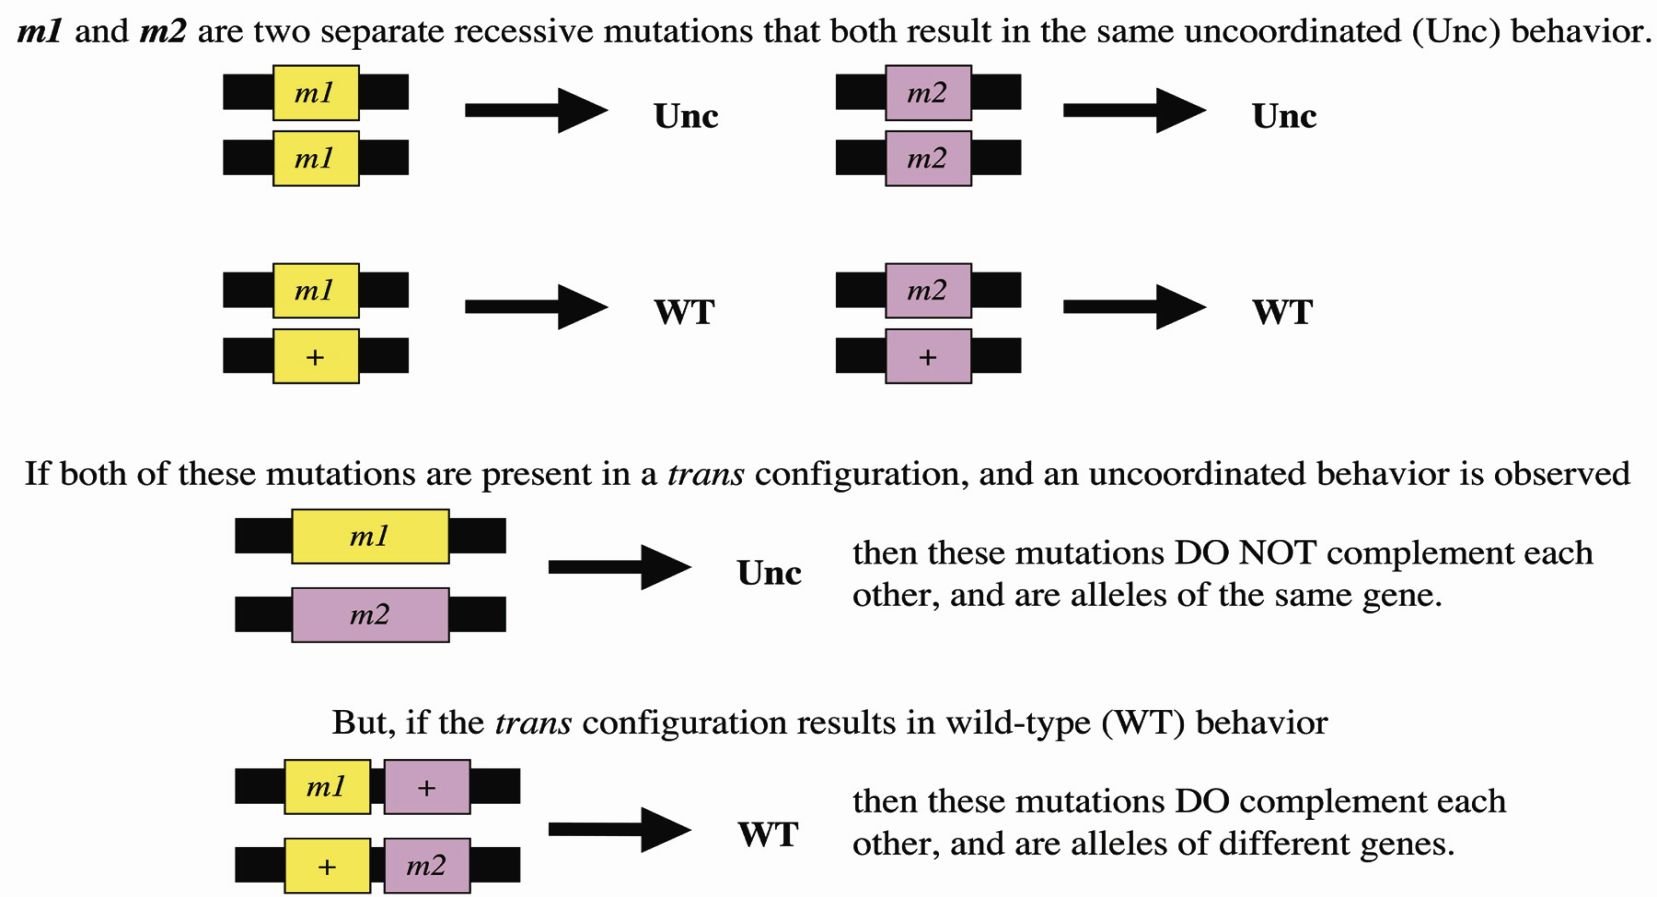 m1 and m2 are two separate recessive mutations that both result in the same uncoordinated (Unc) behavior.
m1
m1
Unc
m2
m2
Unc
m1
+
WT
m2
+
WT
If both of these mutations are present in a trans configuration, and an uncoordinated behavior is observed
m1
m2
Unc
then these mutations DO NOT complement each
other, and are alleles of the same gene.
But, if the trans configuration results in wild-type (WT) behavior
m1 +
+ m2
WT
then these mutations DO complement each
other, and are alleles of different genes.